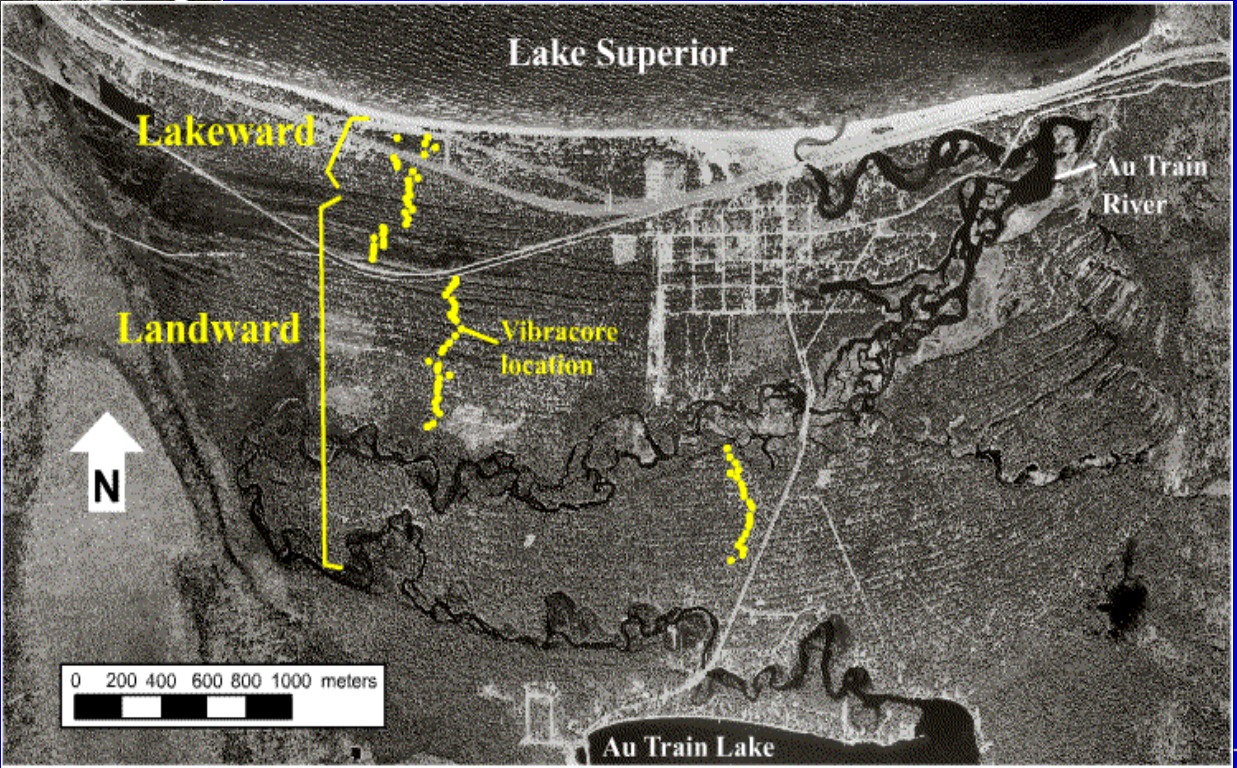 Lake Superior
Lakeward
Au Train
River
Landward
Vibracore
location
N
0 200 400 600 800 1000 meters
Au Train Lake